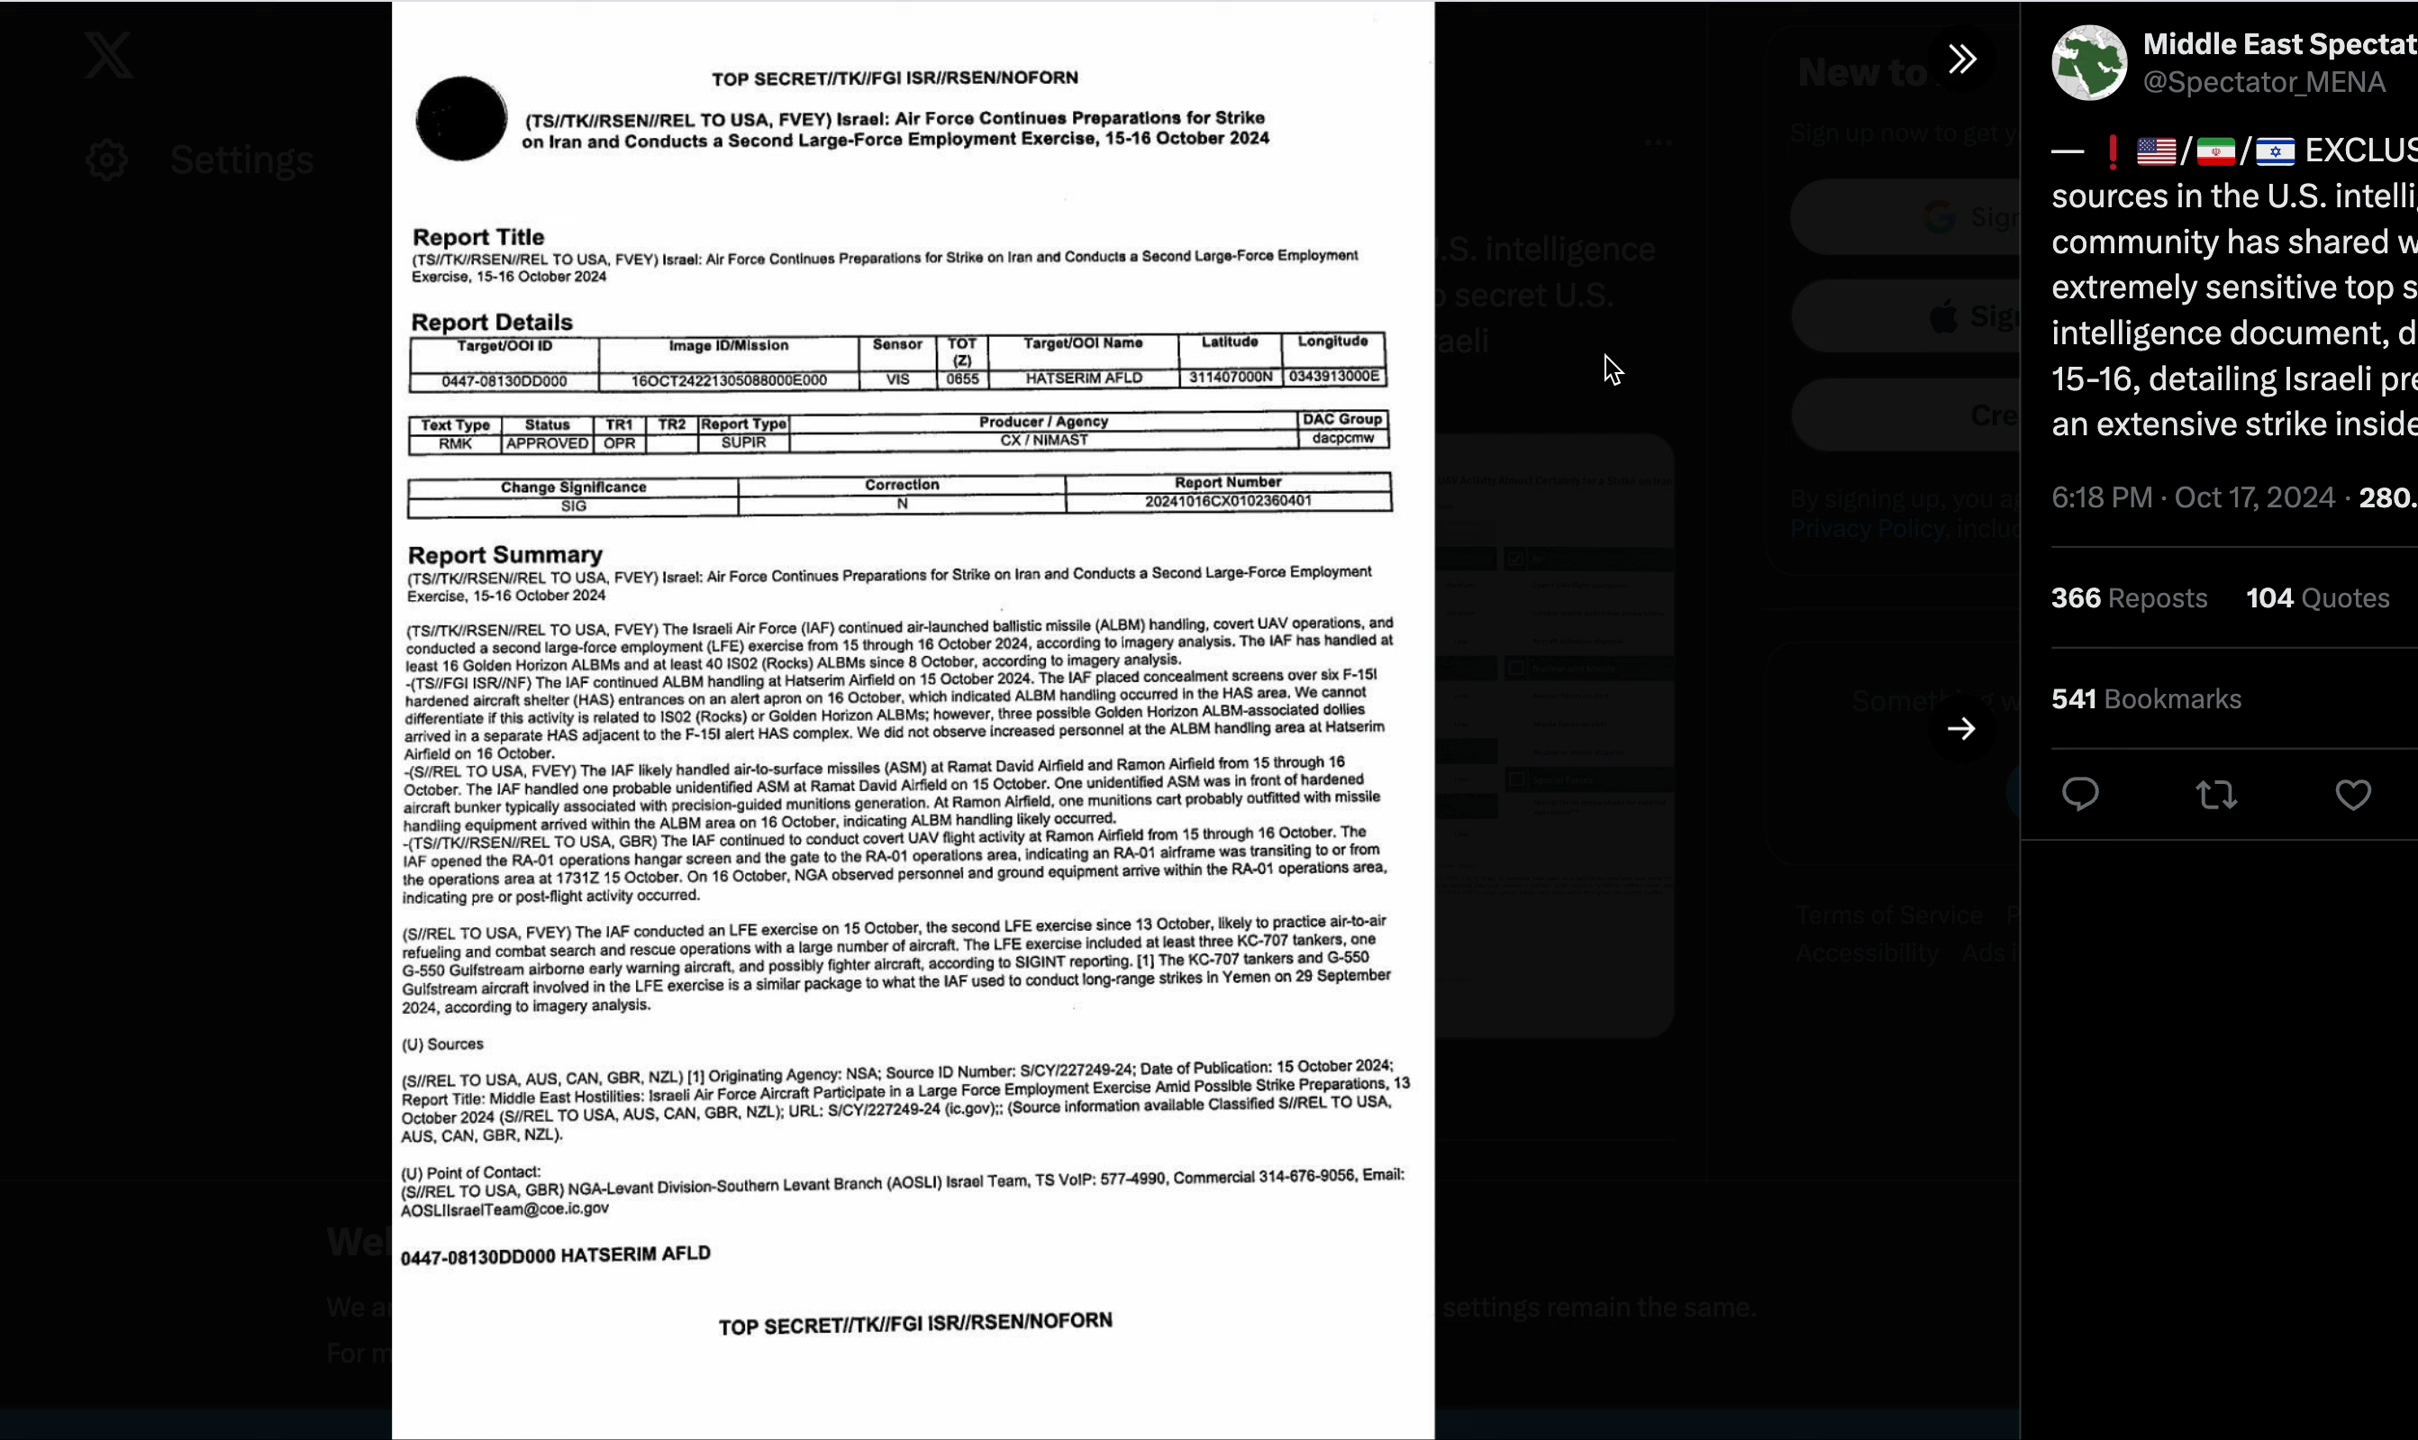 Settings
TOP SECRET//TK//FGI ISR//RSEN/NOFORN
(TS//TK//RSEN//REL TO USA, FVEY) Israel: Air Force Continues Preparations for Strike
on Iran and Conducts a Second Large-Force Employment Exercise, 15-16 October 2024
Report Title
(TS//TK//RSEN//REL TO USA, FVEY) Israel: Air Force Continues Preparations for Strike on Iran and Conducts a Second Large-Force Employment
Exercise, 15-16 October 2024
Report Details
Target/OOI ID Image ID/Mission Sensor TOT (Z) Target/OOI Name Latitude Longitude
0447-08130DD000 16OCT24221305088000E000 VIS 0655 HATSERIM AFLD 311407000N 0343913000E
Text Type Status TR1 TR2 Report Type Producer / Agency DAC Group
RMK APPROVED OPR SUPIR CX / NIMAST dacpcmw
Change Significance Correction Report Number
SIG N 20241016CX0102360401
Report Summary
(TS//TK//RSEN//REL TO USA, FVEY) Israel: Air Force Continues Preparations for Strike on Iran and Conducts a Second Large-Force Employment
Exercise, 15-16 October 2024
(TS//TK//RSEN//REL TO USA, FVEY) The Israeli Air Force (IAF) continued air-launched ballistic missile (ALBM) handling, covert UAV operations, and
conducted a second large-force employment (LFE) exercise from 15 through 16 October 2024, according to imagery analysis. The IAF has handled at
least 16 Golden Horizon ALBMs and at least 40 IS02 (Rocks) ALBMs since 8 October, according to imagery analysis.
-(TS//FGI ISR//NF) The IAF continued ALBM handling at Hatserim Airfield on 15 October 2024. The IAF placed concealment screens over six F-15I
hardened aircraft shelter (HAS) entrances on an alert apron on 16 October, which indicated ALBM handling occurred in the HAS area. We cannot
differentiate if this activity is related to IS02 (Rocks) or Golden Horizon ALBMs; however, three possible Golden Horizon ALBM-associated dollies
arrived in a separate HAS adjacent to the F-15I alert HAS complex. We did not observe increased personnel at the ALBM handling area at Hatserim
Airfield on 16 October.
-(S//REL TO USA, FVEY) The IAF likely handled air-to-surface missiles (ASM) at Ramat David Airfield and Ramon Airfield from 15 through 16
October. The IAF handled one probable unidentified ASM at Ramat David Airfield on 15 October. One unidentified ASM was in front of hardened
aircraft bunker typically associated with precision-guided munitions generation. At Ramon Airfield, one munitions cart probably outfitted with missile
handling equipment arrived within the ALBM area on 16 October, indicating ALBM handling likely occurred.
-(TS//TK//RSEN//REL TO USA, GBR) The IAF continued to conduct covert UAV flight activity at Ramon Airfield from 15 through 16 October. The
IAF opened the RA-01 operations hangar screen and the gate to the RA-01 operations area, indicating an RA-01 airframe was transiting to or from
the operations area at 1731Z 15 October. On 16 October, NGA observed personnel and ground equipment arrive within the RA-01 operations area,
indicating pre or post-flight activity occurred.
(S//REL TO USA, FVEY) The IAF conducted an LFE exercise on 15 October, the second LFE exercise since 13 October, likely to practice air-to-air
refueling and combat search and rescue operations with a large number of aircraft. The LFE exercise included at least three KC-707 tankers, one
G-550 Gulfstream airborne early warning aircraft, and possibly fighter aircraft, according to SIGINT reporting. [1] The KC-707 tankers and G-550
Gulfstream aircraft involved in the LFE exercise is a similar package to what the IAF used to conduct long-range strikes in Yemen on 29 September
2024, according to imagery analysis.
(U) Sources
(S//REL TO USA, AUS, CAN, GBR, NZL) [1] Originating Agency: NSA; Source ID Number: S/CY/227249-24; Date of Publication: 15 October 2024;
Report Title: Middle East Hostilities: Israeli Air Force Aircraft Participate in a Large Force Employment Exercise Amid Possible Strike Preparations, 13
October 2024 (S//REL TO USA, AUS, CAN, GBR, NZL); URL: S/CY/227249-24 (ic.gov);: (Source information available Classified S//REL TO USA,
AUS, CAN, GBR, NZL).
(U) Point of Contact:
(S//REL TO USA, GBR) NGA-Levant Division-Southern Levant Branch (AOSLI) Israel Team, TS VoIP: 577-4990, Commercial 314-676-9056, Email:
AOSLIIsraelTeam@coe.ic.gov
0447-08130DD000 HATSERIM AFLD
TOP SECRET//TK//FGI ISR//RSEN/NOFORN
.S. intelligence
secret U.S.
raeli
New to
Sign up now to get y
Sig
Sig
Cre
By signing up, you ag
Privacy Policy, includ
Terms of Service P
Accessibility Ads i
We a
For m
settings remain the same.
Middle East Spectat
@Spectator_MENA
— ❗ 🇺🇸/🇮🇷/🇮🇱 EXCLUS
sources in the U.S. intelli
community has shared w
extremely sensitive top s
intelligence document, d
15-16, detailing Israeli pre
an extensive strike inside
6:18 PM · Oct 17, 2024 · 280.
366 Reposts 104 Quotes
541 Bookmarks